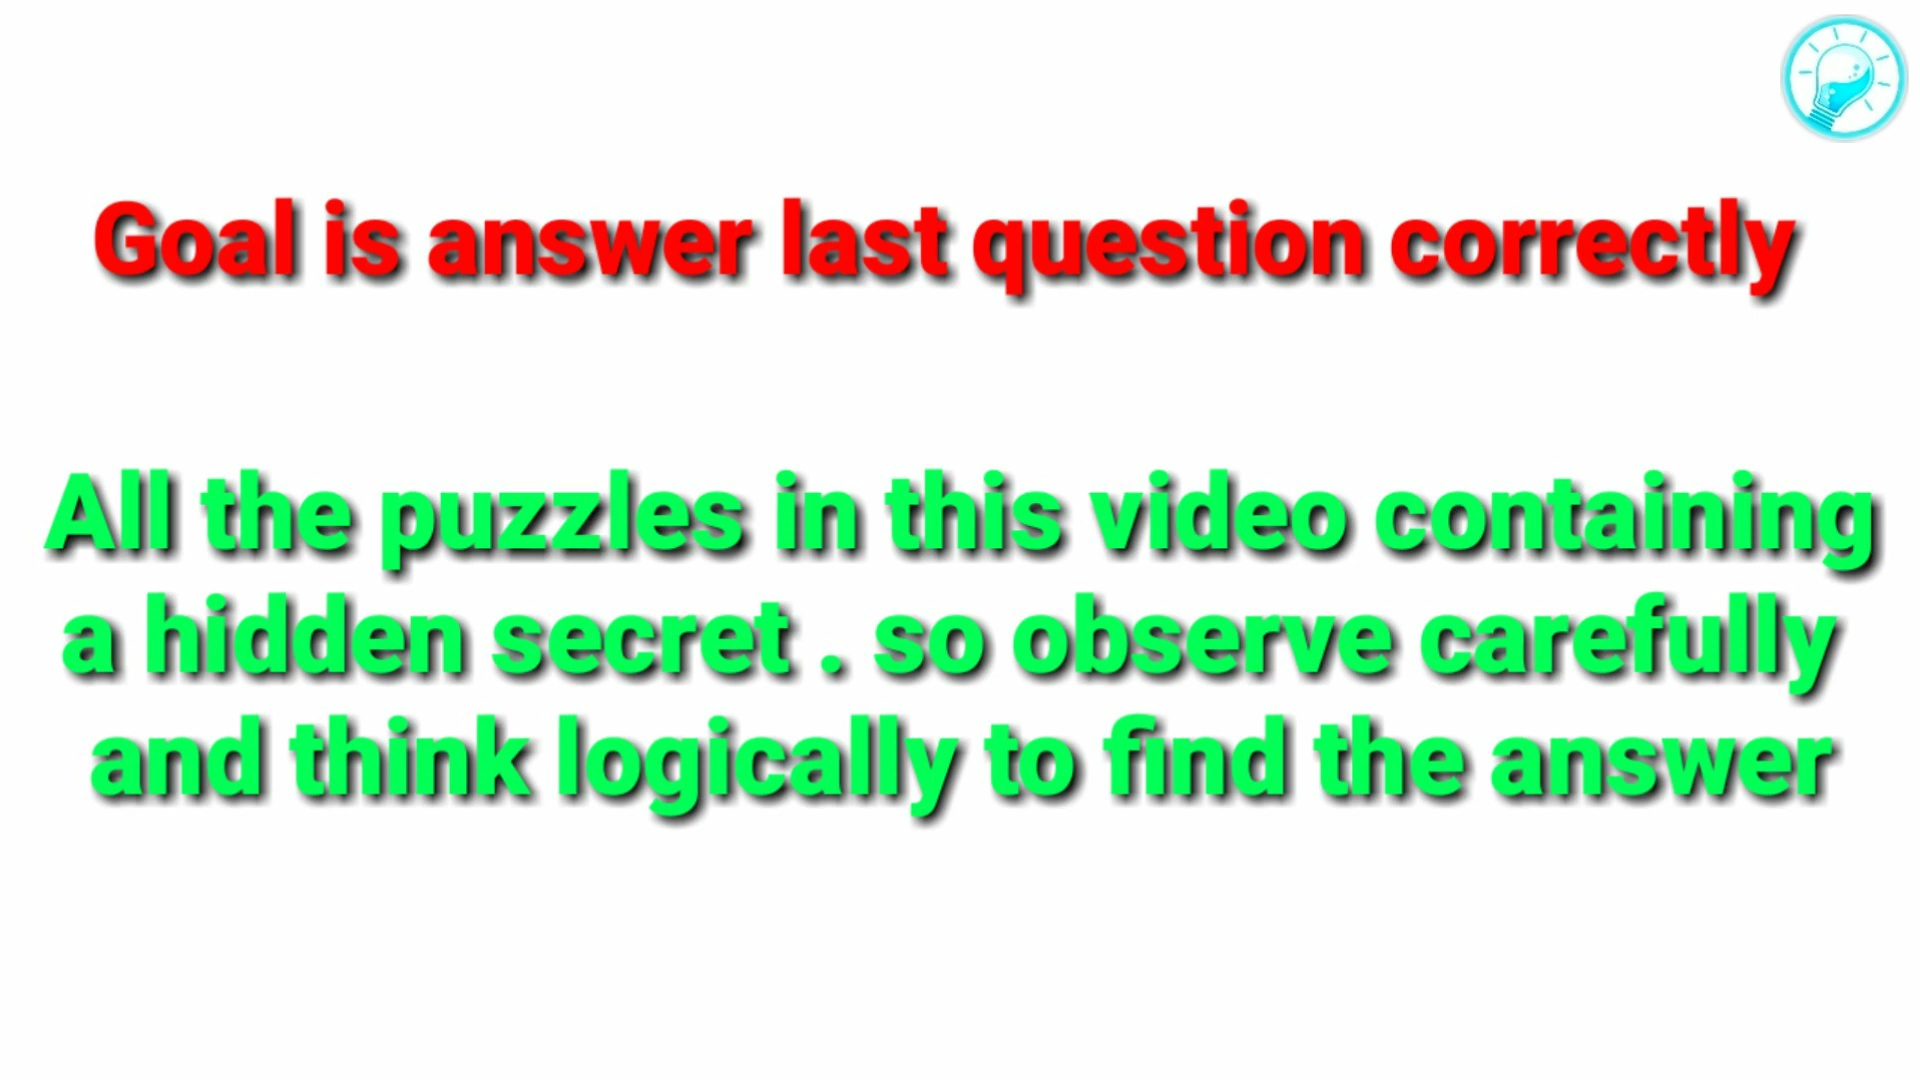 Goal is answer last question correctly
All the puzzles in this video containing
a hidden secret . so observe carefully
and think logically to find the answer